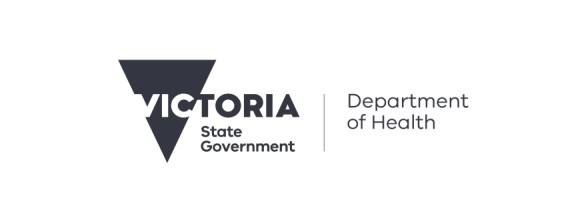 VICTORIA
State
Government
Department
of Health